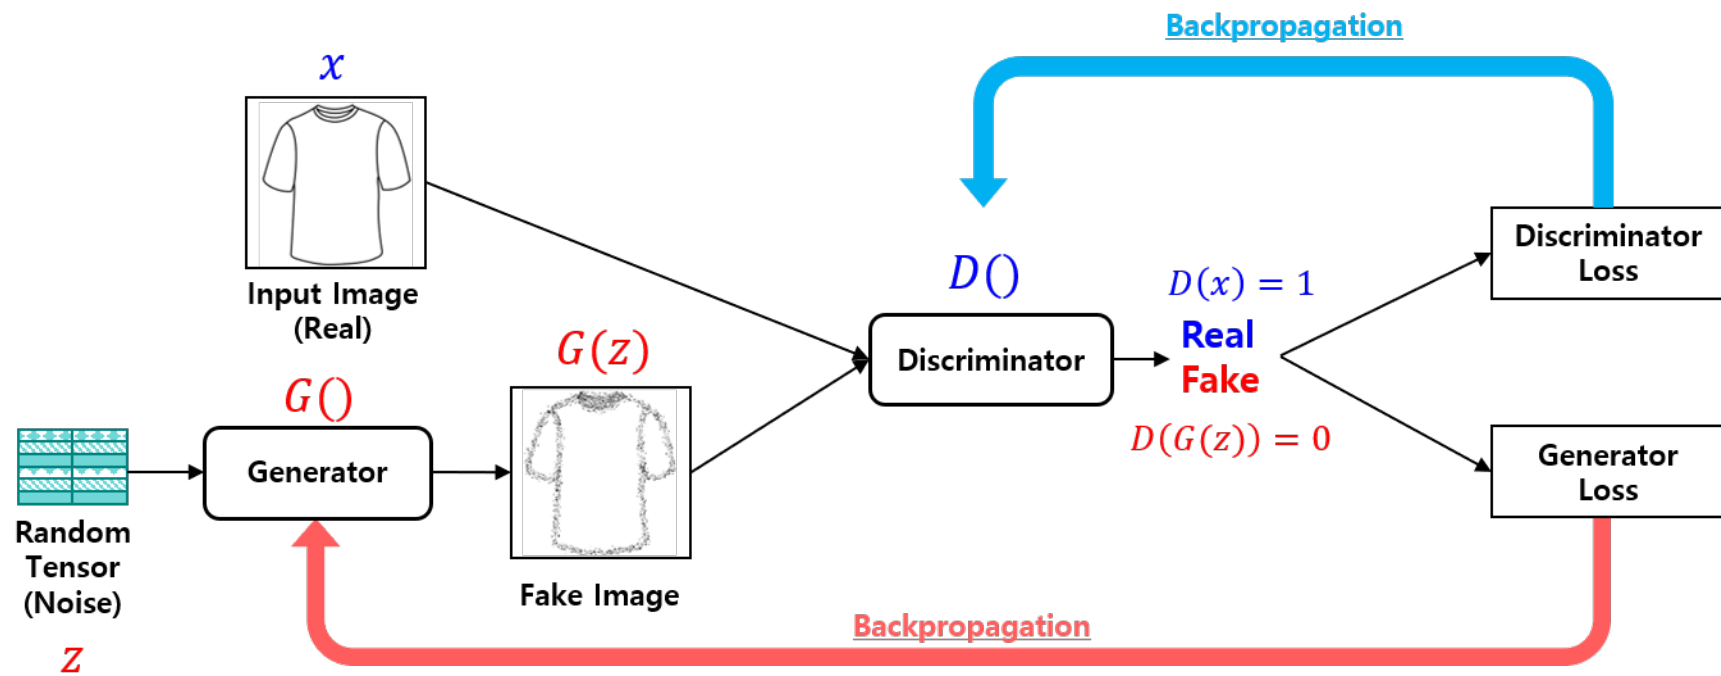 Backpropagation
x
Input Image
(Real)
G(z)
G()
Generator
Random
Tensor
(Noise)
z
Fake Image
D()
Discriminator
D(x) = 1
Real
Fake
D(G(z)) = 0
Discriminator
Loss
Generator
Loss
Backpropagation